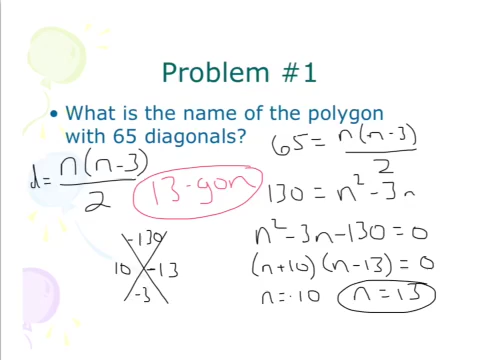 Problem #1
• What is the name of the polygon
with 65 diagonals?
d = n(n-3)/2
13-gon
65 = n(n-3)/2
130 = n² - 3n
n² - 3n - 130 = 0
(n+10)(n-13) = 0
n = -10 n = 13
-130
10 -13
-3